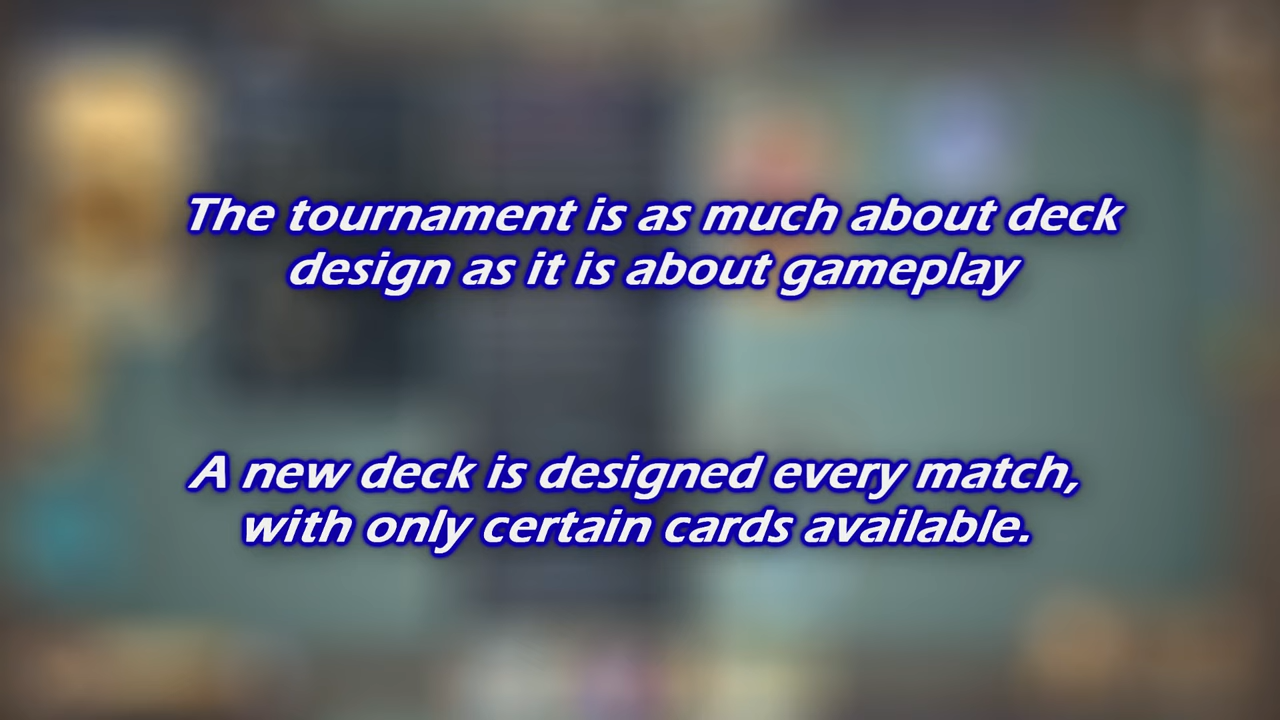 The tournament is as much about deck
design as it is about gameplay
A new deck is designed every match,
with only certain cards available.